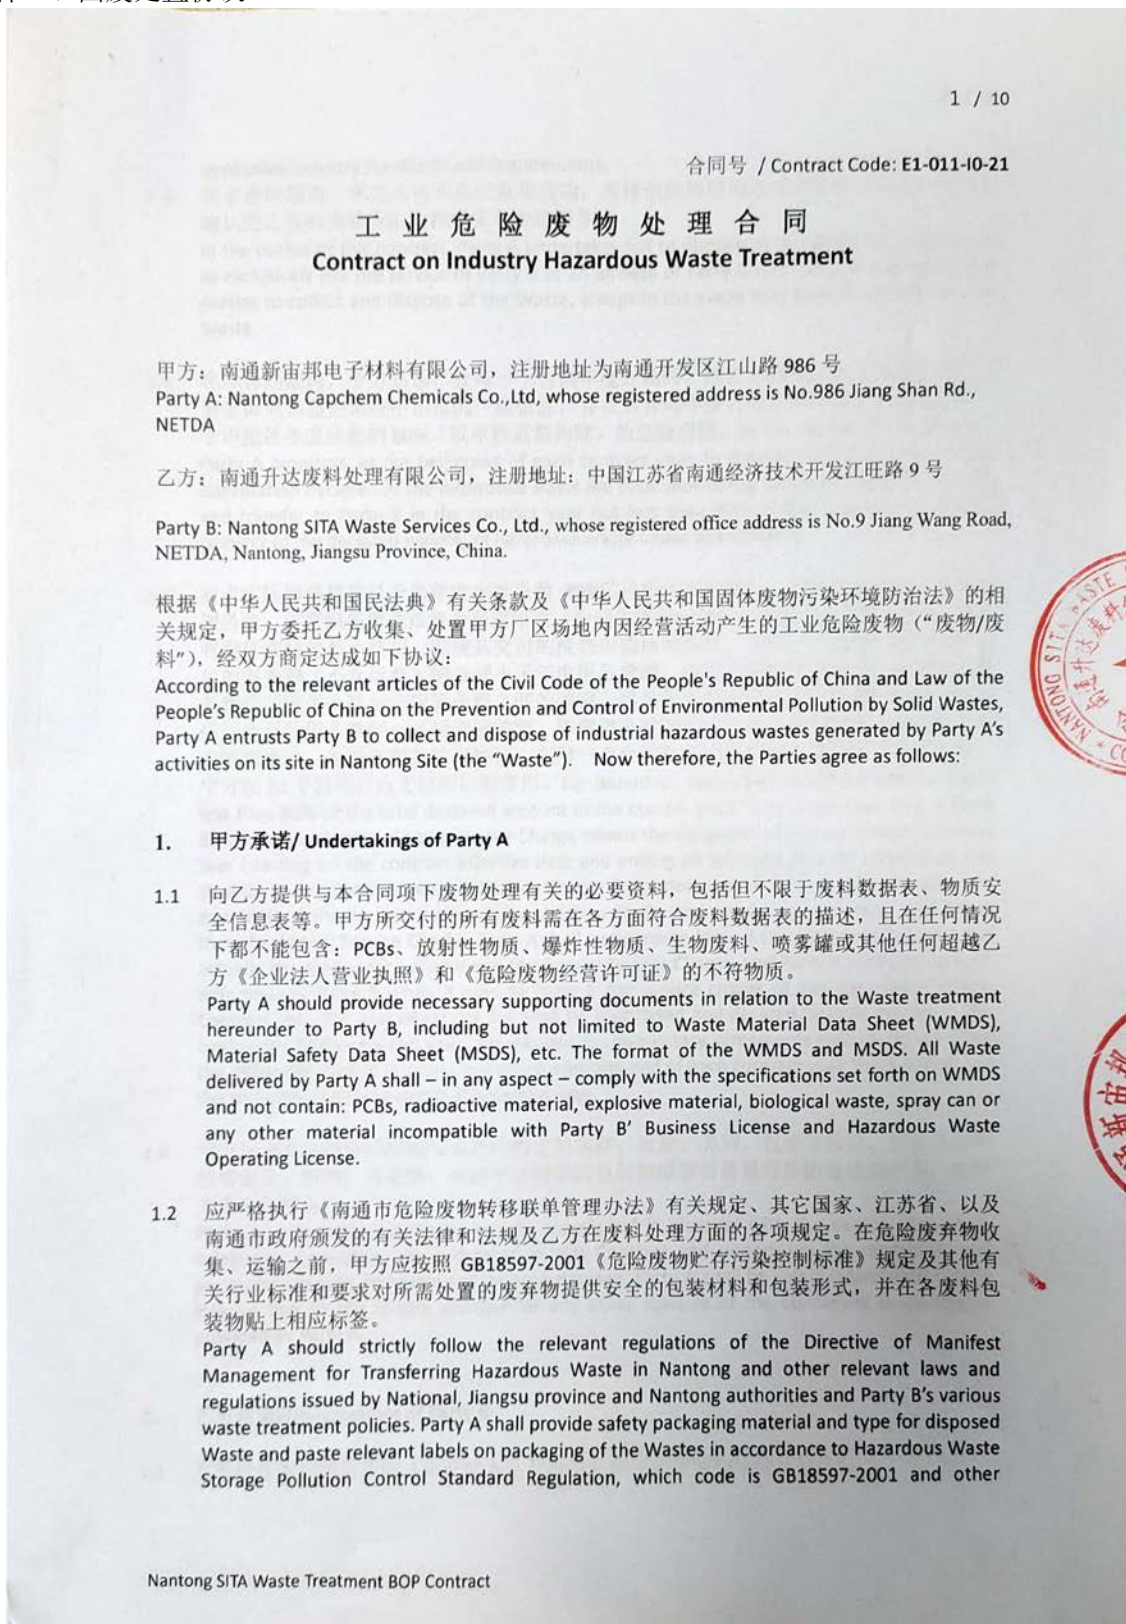 1 / 10
合同号 / Contract Code: E1-011-I0-21
工业危险废物处理合同
Contract on Industry Hazardous Waste Treatment
甲方：南通新宙邦电子材料有限公司，注册地址为南通开发区江山路 986 号
Party A: Nantong Capchem Chemicals Co.,Ltd, whose registered address is No.986 Jiang Shan Rd.,
NETDA
乙方：南通升达废料处理有限公司，注册地址：中国江苏省南通经济技术开发江旺路 9 号
Party B: Nantong SITA Waste Services Co., Ltd., whose registered office address is No.9 Jiang Wang Road,
NETDA, Nantong, Jiangsu Province, China.
根据《中华人民共和国民法典》有关条款及《中华人民共和国固体废物污染环境防治法》的相
关规定，甲方委托乙方收集、处置甲方厂区场地内因经营活动产生的工业危险废物（“废物/废
料”），经双方商定达成如下协议：
According to the relevant articles of the Civil Code of the People's Republic of China and Law of the
People’s Republic of China on the Prevention and Control of Environmental Pollution by Solid Wastes,
Party A entrusts Party B to collect and dispose of industrial hazardous wastes generated by Party A’s
activities on its site in Nantong Site (the “Waste”). Now therefore, the Parties agree as follows:
1. 甲方承诺/ Undertakings of Party A
1.1 向乙方提供与本合同项下废物处理有关的必要资料，包括但不限于废料数据表、物质安
全信息表等。甲方所交付的所有废料需在各方面符合废料数据表的描述，且在任何情况
下都不能包含：PCBs、放射性物质、爆炸性物质、生物废料、喷雾罐或其他任何超越乙
方《企业法人营业执照》和《危险废物经营许可证》的不符物质。
Party A should provide necessary supporting documents in relation to the Waste treatment
hereunder to Party B, including but not limited to Waste Material Data Sheet (WMDS),
Material Safety Data Sheet (MSDS), etc. The format of the WMDS and MSDS. All Waste
delivered by Party A shall – in any aspect – comply with the specifications set forth on WMDS
and not contain: PCBs, radioactive material, explosive material, biological waste, spray can or
any other material incompatible with Party B’ Business License and Hazardous Waste
Operating License.
1.2 应严格执行《南通市危险废物转移联单管理办法》有关规定、其它国家、江苏省、以及
南通市政府颁发的有关法律和法规及乙方在废料处理方面的各项规定。在危险废弃物收
集、运输之前，甲方应按照 GB18597-2001《危险废物贮存污染控制标准》规定及其他有
关行业标准和要求对所需处置的废弃物提供安全的包装材料和包装形式，并在各废料包
装物贴上相应标签。
Party A should strictly follow the relevant regulations of the Directive of Manifest
Management for Transferring Hazardous Waste in Nantong and other relevant laws and
regulations issued by National, Jiangsu province and Nantong authorities and Party B’s various
waste treatment policies. Party A shall provide safety packaging material and type for disposed
Waste and paste relevant labels on packaging of the Wastes in accordance to Hazardous Waste
Storage Pollution Control Standard Regulation, which code is GB18597-2001 and other
Nantong SITA Waste Treatment BOP Contract